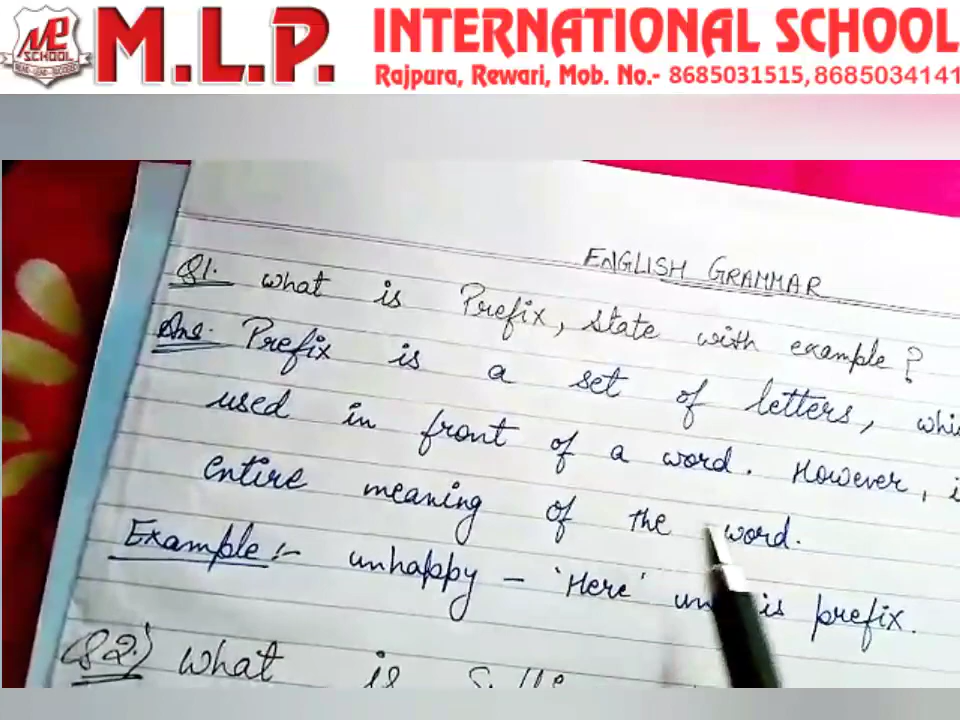 M.L.P. INTERNATIONAL SCHOOL
SCHOOL
Rajpura, Rewari, Mob. No.- 8685031515, 8685034141
ENGLISH GRAMMAR
Q1. What is Prefix, state with example?
Ans. Prefix is a set of letters,
used in front of a word. However,
entire meaning of the word.
Example:- unhappy - 'Here' un is prefix.
Q2.) What is